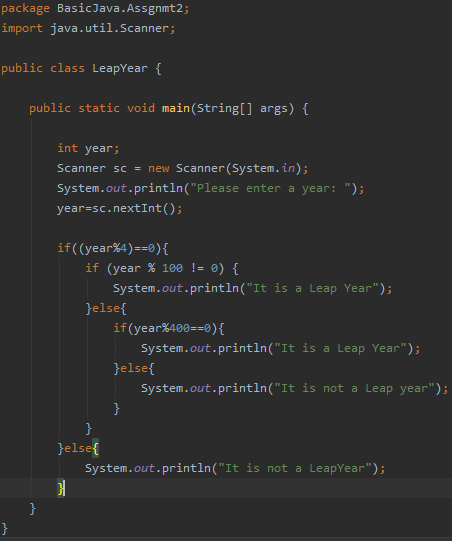 package BasicJava.Assgnmt2;
import java.util.Scanner;
public class LeapYear {
public static void main(String[] args) {
int year;
Scanner sc = new Scanner(System.in);
System.out.println("Please enter a year: ");
year=sc.nextInt();
if((year%4)==0){
if (year % 100 != 0) {
System.out.println("It is a Leap Year");
}else{
if(year%400==0){
System.out.println("It is a Leap Year");
}else{
System.out.println("It is not a Leap year");
}
}
}else{
System.out.println("It is not a LeapYear");
}
}
}